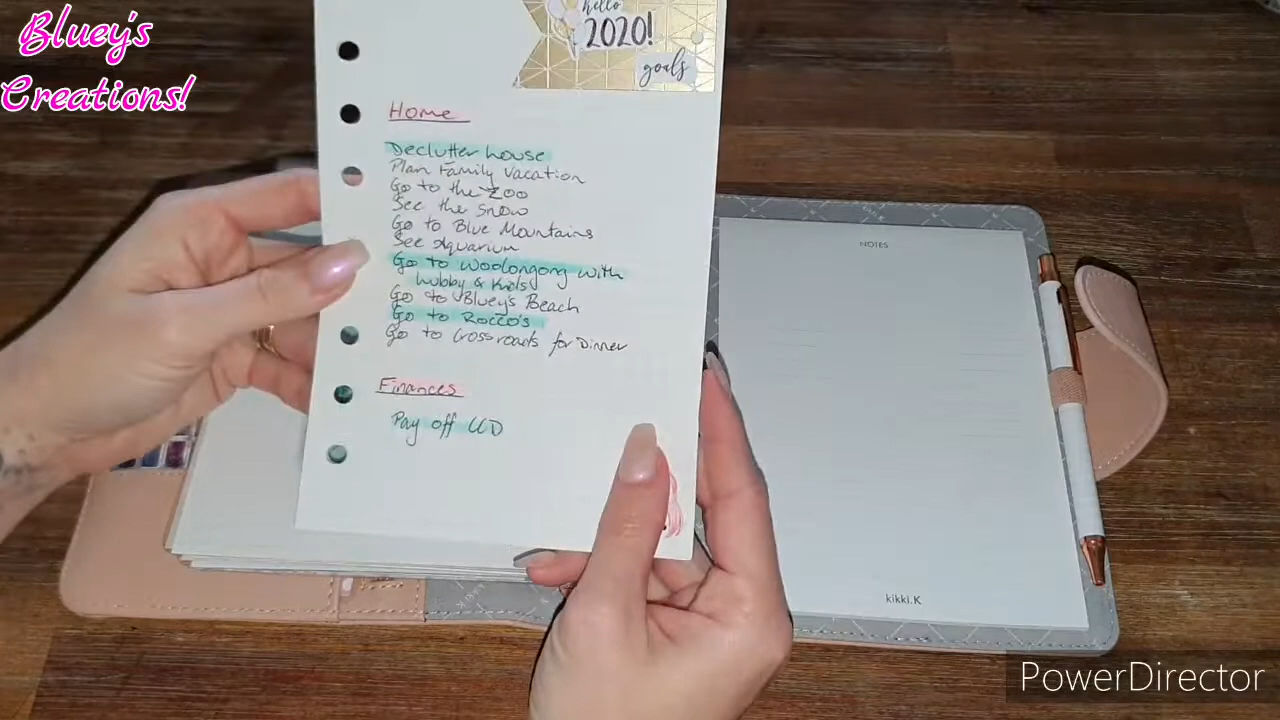 Bluey's
Creations!
hello
2020!
goals
Home
Declutter house
Plan Family Vacation
Go to the Zoo
See the Snow
Go to Blue Mountains
See Aquarium
Go to Woolongong with
hubby & Kids
Go to Bluey's Beach
Go to Rocco's
Go to Crossroads for Dinner
Finances
Pay off CCD
NOTES
kikki.K
PowerDirector